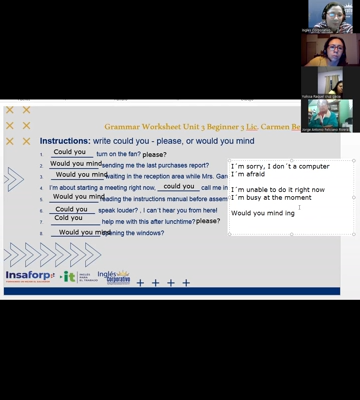 Grammar Worksheet Unit 3 Beginner 3 Lic. Carmen
Instructions: write could you - please, or would you mind
1. Could you turn on the fan? please?
2. Would you mind sending me the last purchases report?
3. Would you mind waiting in the reception area while Mrs.
4. I'm about to starting a meeting right now, could you call me in
5. Would you mind reading the instructions manual before
6. Could you speak louder? , I can´t hear you from here!
7. Cold you help me with this after lunchtime? please?
8. Would you mind opening the windows?
I´m sorry, I don´t a computer
I´m afraid
I´m unable to do it right now
I´m busy at the moment
Would you mind ing
Insaforp
it
Inglés
corporativo